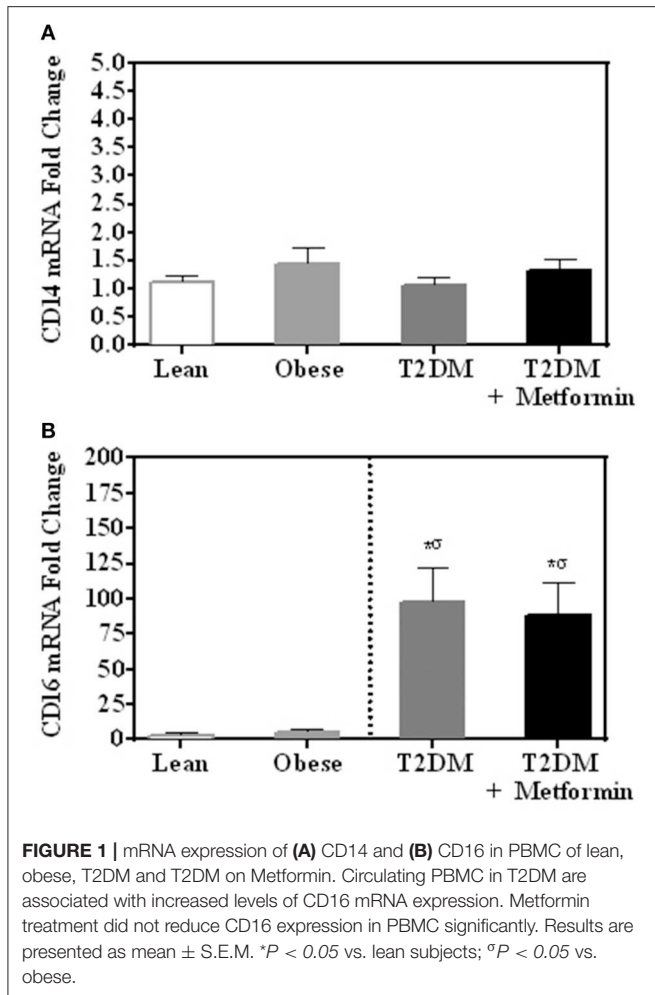 A
CD14 mRNA Fold Change
5.0
4.5
4.0
3.5
3.0
2.5
2.0
1.5
1.0
0.5
0.0
Lean Obese T2DM T2DM
+ Metformin
B
CD16 mRNA Fold Change
200
175
150
125
100
75
50
25
0
*σ *σ
Lean Obese T2DM T2DM
+ Metformin
FIGURE 1 | mRNA expression of (A) CD14 and (B) CD16 in PBMC of lean,
obese, T2DM and T2DM on Metformin. Circulating PBMC in T2DM are
associated with increased levels of CD16 mRNA expression. Metformin
treatment did not reduce CD16 expression in PBMC significantly. Results are
presented as mean ± S.E.M. *P < 0.05 vs. lean subjects; σP < 0.05 vs.
obese.